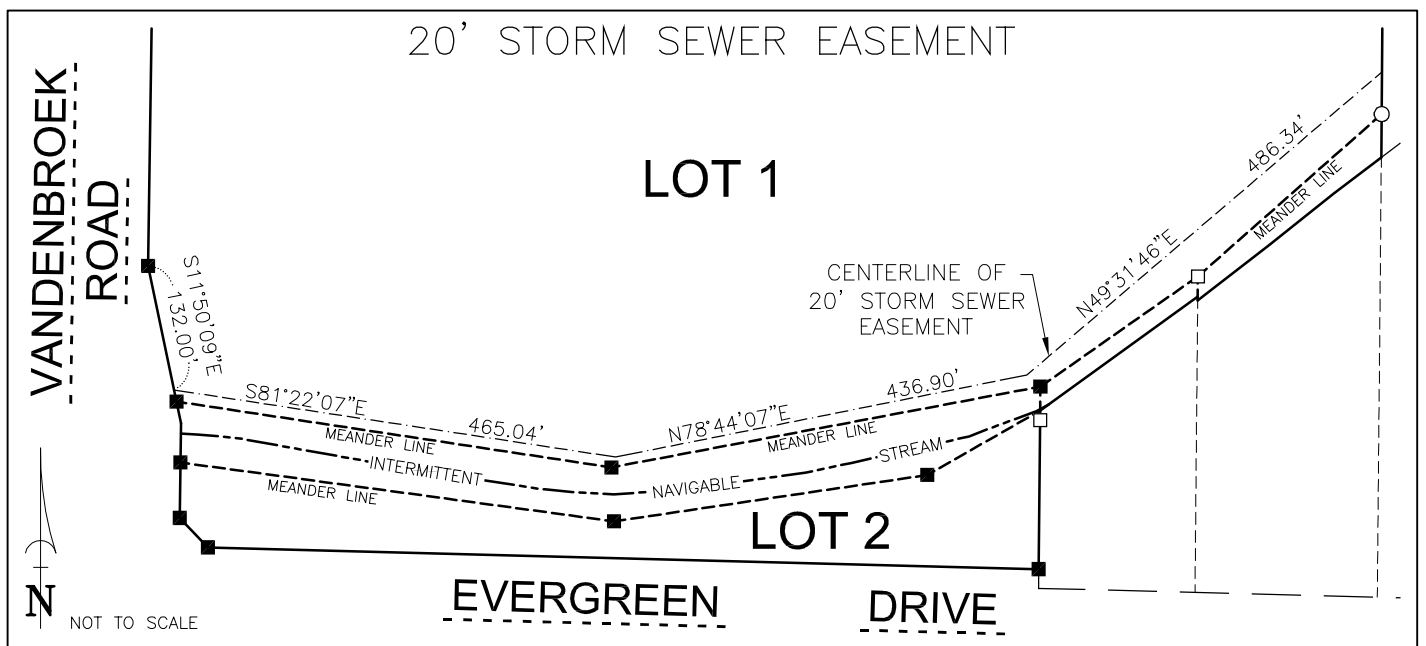 20' STORM SEWER EASEMENT
VANDENBROEK
ROAD
LOT 1
486.34'
MEANDER LINE
N49°31'46"E
CENTERLINE OF
20' STORM SEWER
EASEMENT
S11°50'09"E
132.00'
S81°22'07"E
465.04'
N78°44'07"E
436.90'
MEANDER LINE
MEANDER LINE
INTERMITTENT
NAVIGABLE
STREAM
MEANDER LINE
LOT 2
EVERGREEN DRIVE
N
NOT TO SCALE